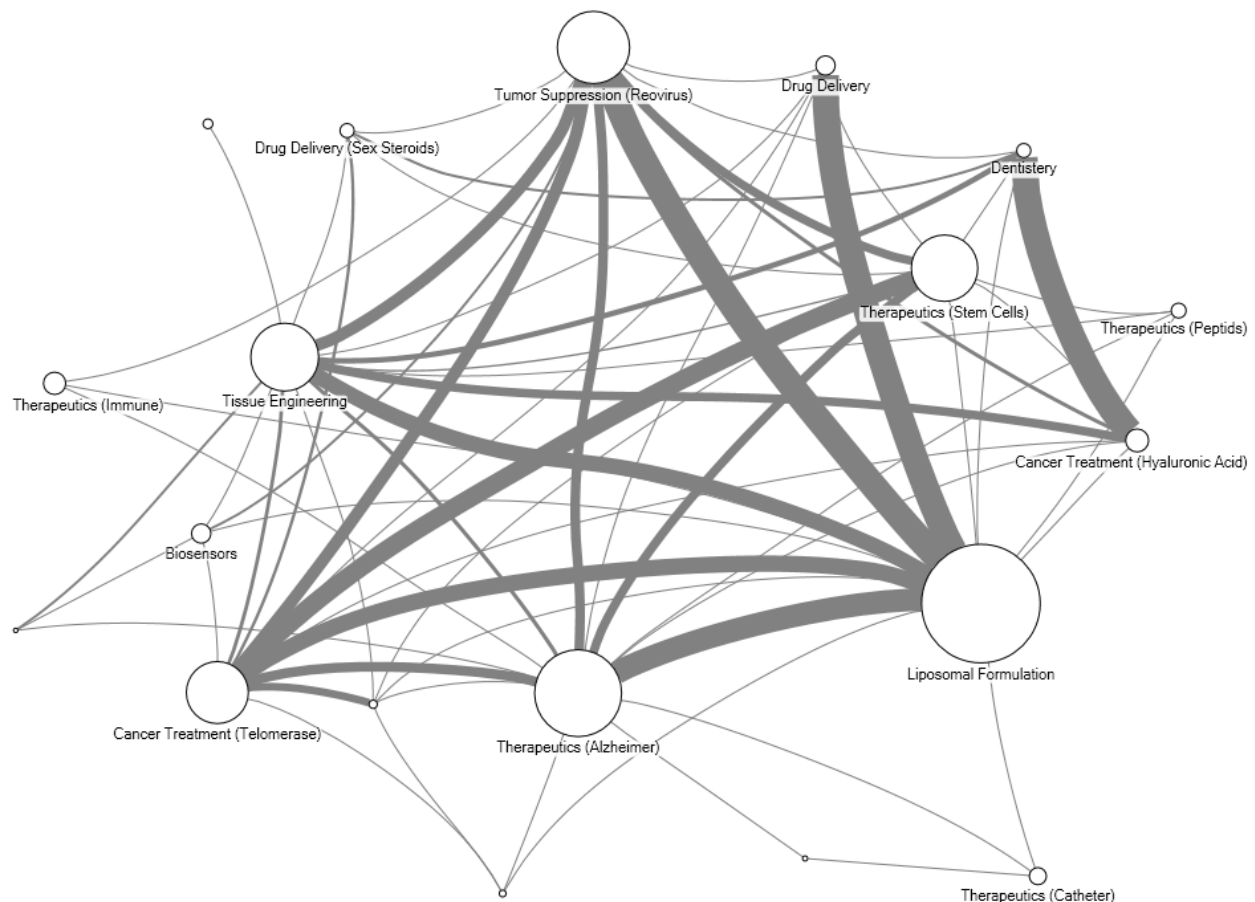 Drug Delivery
Tumor Suppression (Reovirus)
Drug Delivery (Sex Steroids)
Dentistery
Therapeutics (Stem Cells)
Therapeutics (Peptids)
Tissue Engineering
Therapeutics (Immune)
Cancer Treatment (Hyaluronic Acid)
Biosensors
Liposomal Formulation
Cancer Treatment (Telomerase)
Therapeutics (Alzheimer)
Therapeutics (Catheter)